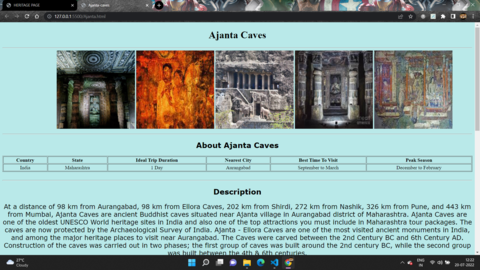 HERITAGE PAGE
Ajanta caves
127.0.0.1
Ajanta Caves
About Ajanta Caves
Country State Ideal Trip Duration Nearest City Best Time To Visit Peak Season
India Maharashtra 1 Day Aurangabad September to March December to February
Description
At a distance of 98 km from Aurangabad, 98 km from Ellora Caves, 202 km from Shirdi, 272 km from Nashik, 326 km from Pune, and 443 km
from Mumbai, Ajanta Caves are ancient Buddhist caves situated near Ajanta village in Aurangabad district of Maharashtra. Ajanta Caves are
one of the oldest UNESCO World heritage sites in India and also one of the top attractions you must include in Maharashtra tour packages. The
caves are now protected by the Archaeological Survey of India. Ajanta - Ellora Caves are one of the most visited ancient monuments in India,
and among the major heritage places to visit near Aurangabad. The Caves were carved between the 2nd Century BC and 6th Century AD.
Construction of the caves was carried out in two phases; the first group of caves was built around the 2nd century BC, while the second group
was built between the 4th & 6th centuries.
27°C
Cloudy
20-07-2022